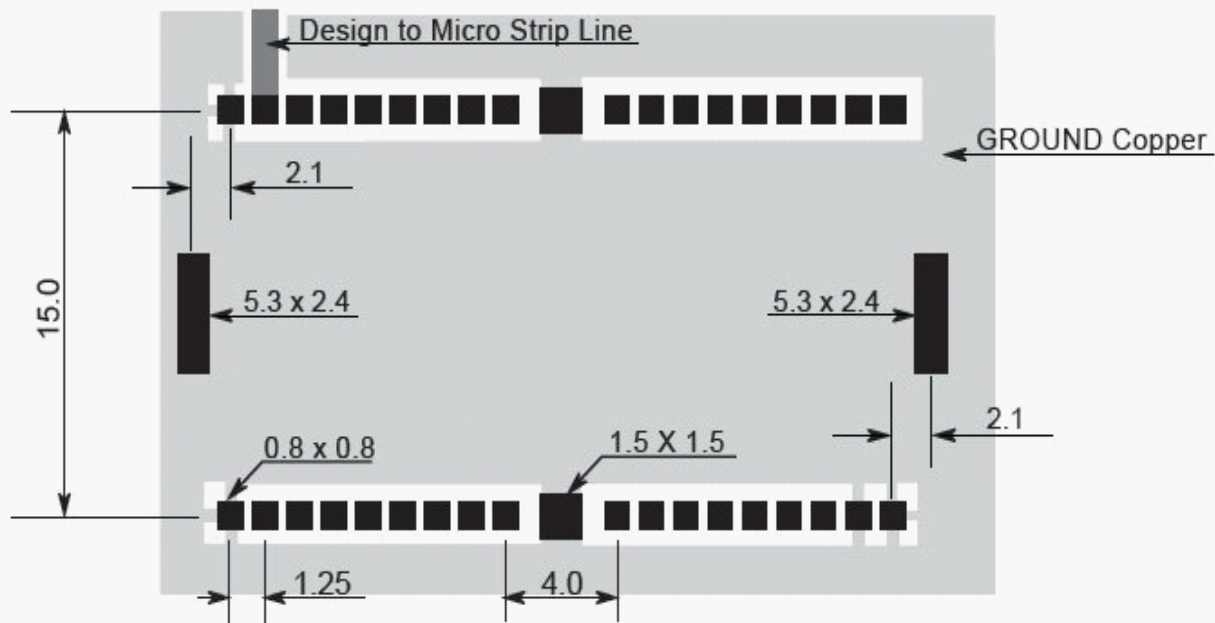 Design to Micro Strip Line
GROUND Copper
2.1
15.0
5.3 x 2.4
5.3 x 2.4
2.1
0.8 x 0.8
1.5 X 1.5
1.25
4.0